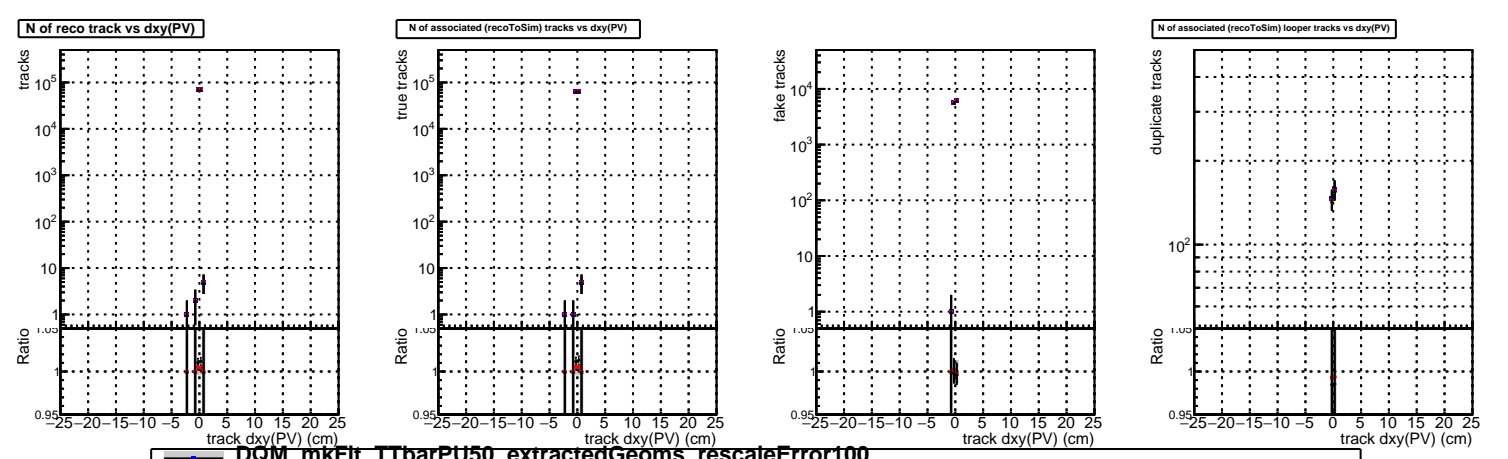 N of reco track vs dxy(PV)
N of associated (recoToSim) tracks vs dxy(PV)
N of associated (recoToSim) looper tracks vs dxy(PV)
tracks
10^5
10^4
10^3
10^2
10
1
Ratio
1.05
1
0.95
−25 −20 −15 −10 −5 0 5 10 15 20 25
track dxy(PV) (cm)
true tracks
10^5
10^4
10^3
10^2
10
1
Ratio
1.05
1
0.95
−25 −20 −15 −10 −5 0 5 10 15 20 25
track dxy(PV) (cm)
fake tracks
10^4
10^3
10^2
10
1
Ratio
1.05
1
0.95
−25 −20 −15 −10 −5 0 5 10 15 20 25
track dxy(PV) (cm)
duplicate tracks
10^2
Ratio
1.05
1
0.95
−25 −20 −15 −10 −5 0 5 10 15 20 25
track dxy(PV) (cm)
DQM_mkFit_TTbarPU50_extractedGeoms_rescaleError100